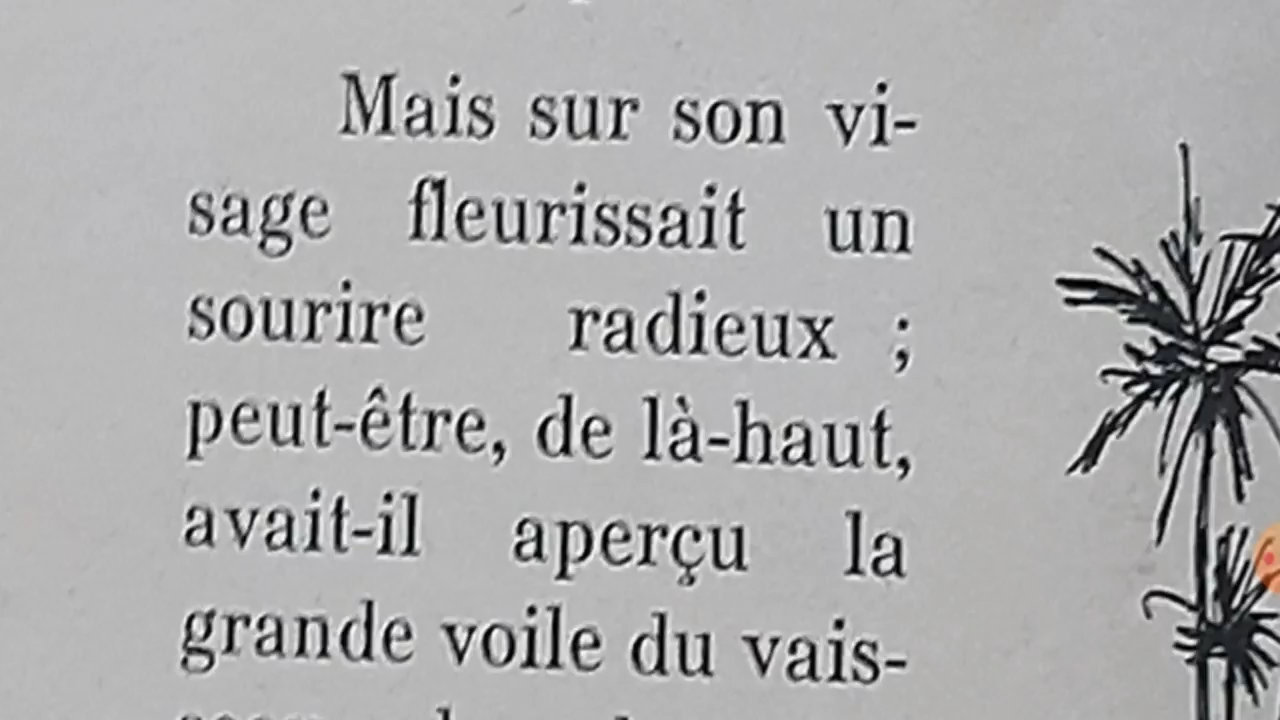 Mais sur son vi-
sage fleurissait un
sourire radieux ;
peut-être, de là-haut,
avait-il aperçu la
grande voile du vais-